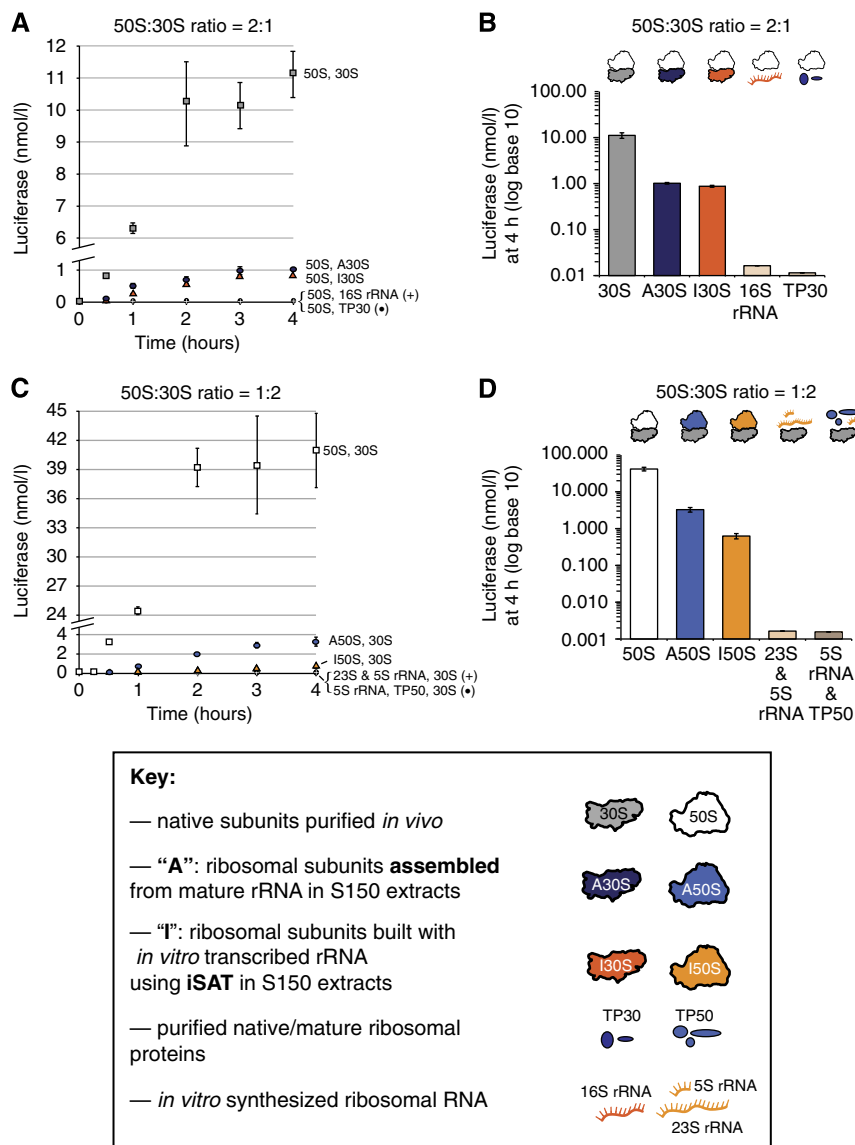 A
50S:30S ratio = 2:1
Luciferase (nmol/l)
12
11
10
9
8
7
6
1
0
50S, 30S
50S, A30S
50S, I30S
50S, 16S rRNA (+)
50S, TP30 (•)
0 1 2 3 4
Time (hours)
B
50S:30S ratio = 2:1
Luciferase (nmol/l)
at 4 h (log base 10)
100.00
10.00
1.00
0.10
0.01
30S A30S I30S 16S TP30
rRNA
C
50S:30S ratio = 1:2
Luciferase (nmol/l)
45
42
39
36
33
30
27
24
4
2
0
50S, 30S
A50S, 30S
I50S, 30S
23S & 5S rRNA, 30S (+)
5S rRNA, TP50, 30S (•)
0 1 2 3 4
Time (hours)
D
50S:30S ratio = 1:2
Luciferase (nmol/l)
at 4 h (log base 10)
100.000
10.000
1.000
0.100
0.010
0.001
50S A50S I50S 23S 5S
& rRNA
5S &
rRNA TP50
Key:
— native subunits purified in vivo
30S 50S
— “A”: ribosomal subunits assembled
from mature rRNA in S150 extracts
A30S A50S
— “I”: ribosomal subunits built with
in vitro transcribed rRNA
using iSAT in S150 extracts
I30S I50S
— purified native/mature ribosomal
proteins
TP30 TP50
— in vitro synthesized ribosomal RNA
16S rRNA 5S rRNA
23S rRNA